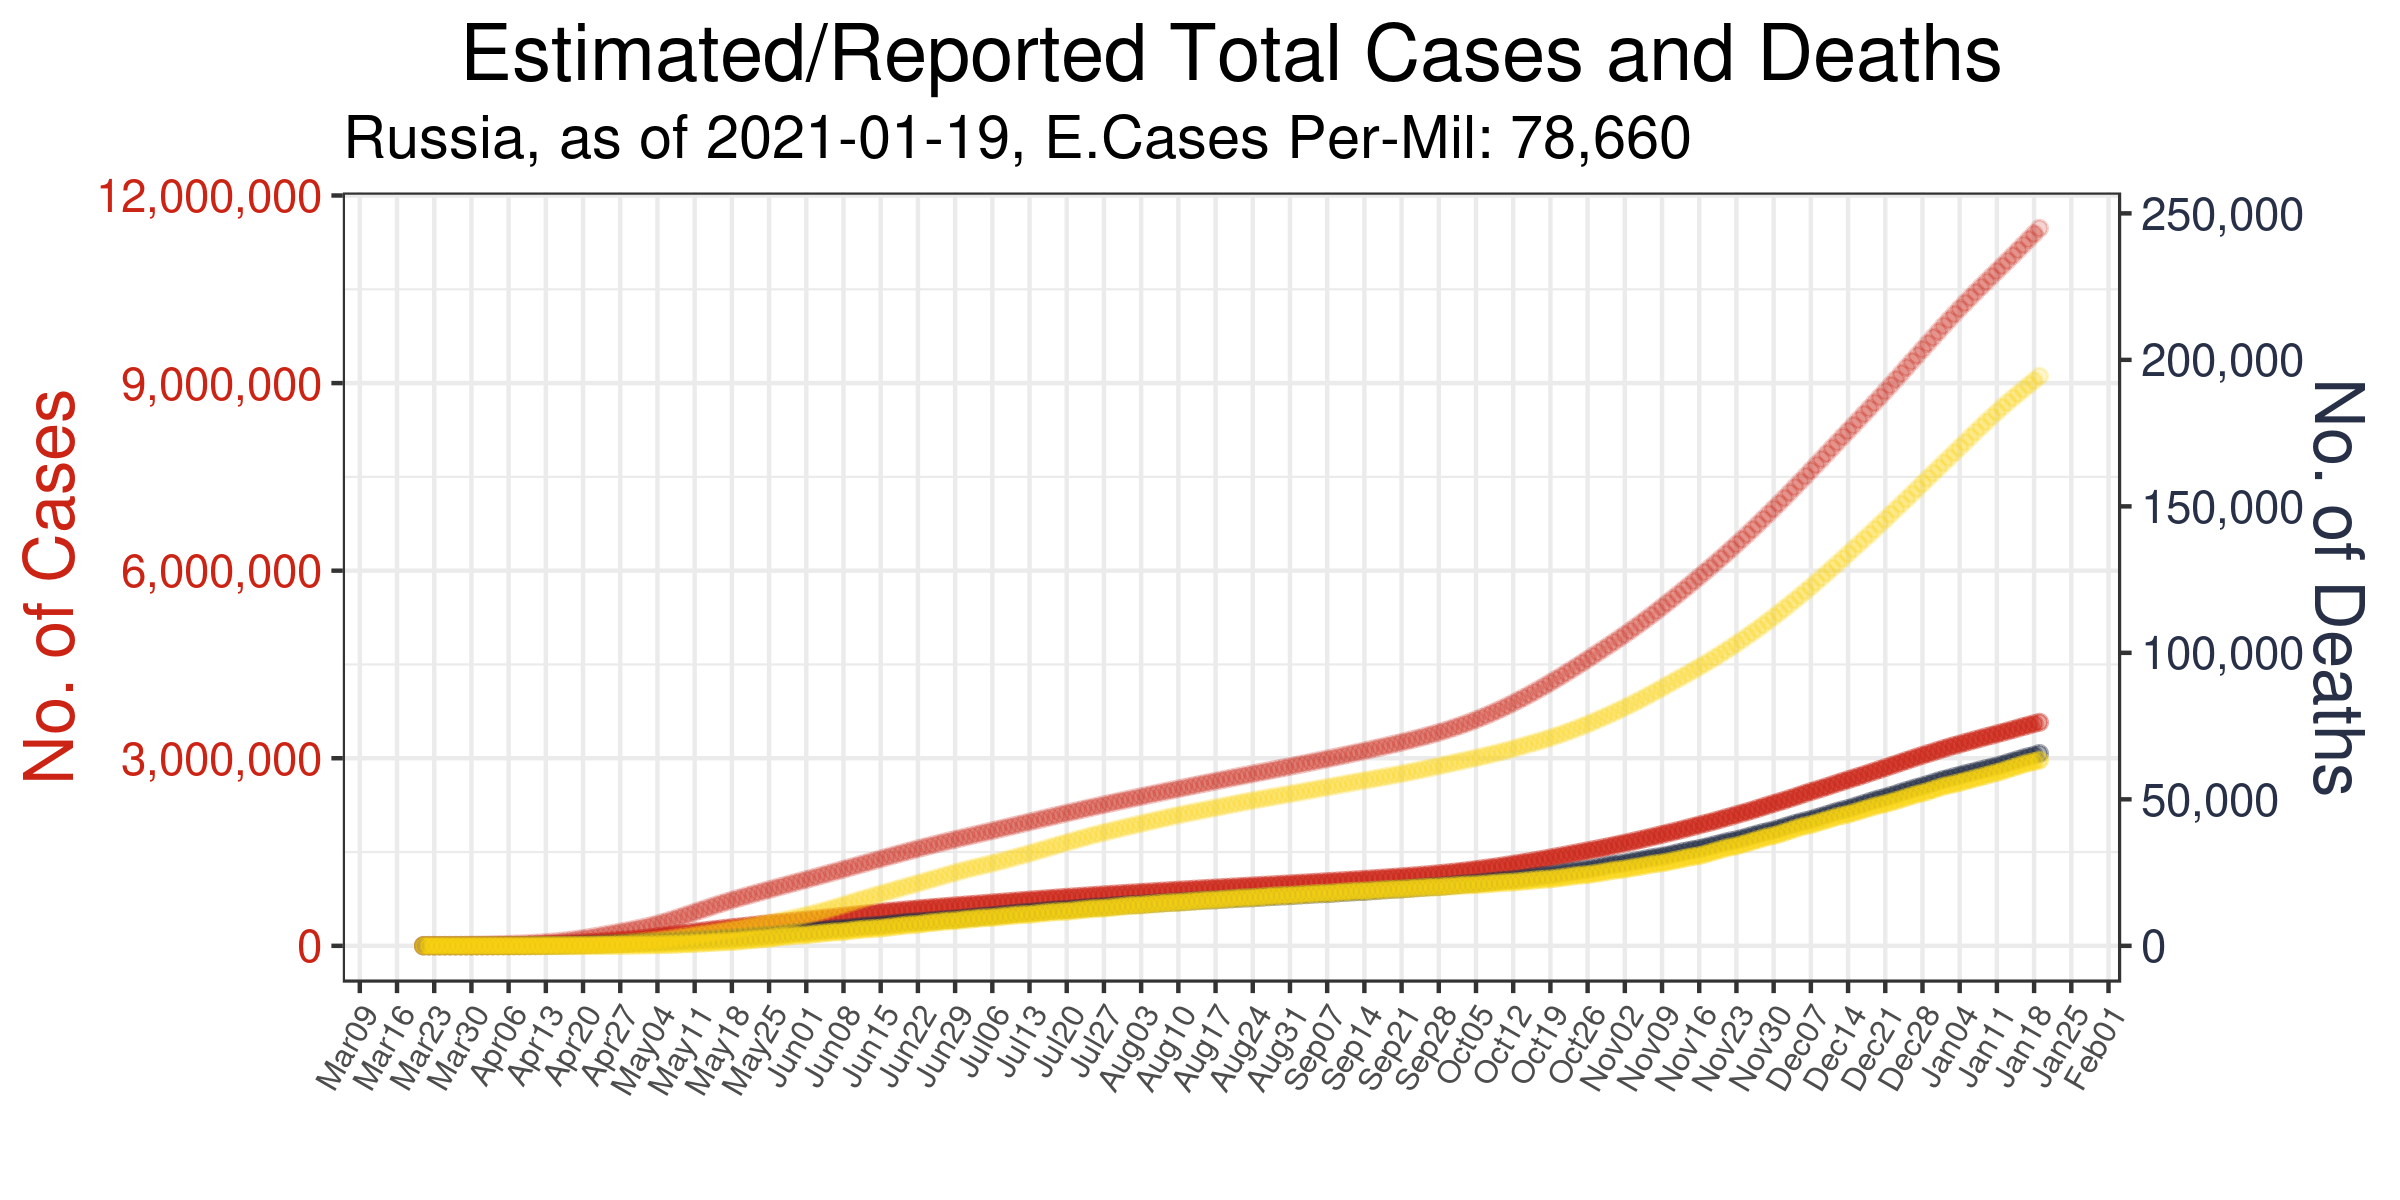 Estimated/Reported Total Cases and Deaths
Russia, as of 2021-01-19, E.Cases Per-Mil: 78,660
No. of Cases
12,000,000
9,000,000
6,000,000
3,000,000
0
250,000
200,000
150,000
100,000
50,000
0
No. of Deaths
Mar09
Mar16
Mar23
Mar30
Apr06
Apr13
Apr20
Apr27
May04
May11
May18
May25
Jun01
Jun08
Jun15
Jun22
Jun29
Jul06
Jul13
Jul20
Jul27
Aug03
Aug10
Aug17
Aug24
Aug31
Sep07
Sep14
Sep21
Sep28
Oct05
Oct12
Oct19
Oct26
Nov02
Nov09
Nov16
Nov23
Nov30
Dec07
Dec14
Dec21
Dec28
Jan04
Jan11
Jan18
Jan25
Feb01